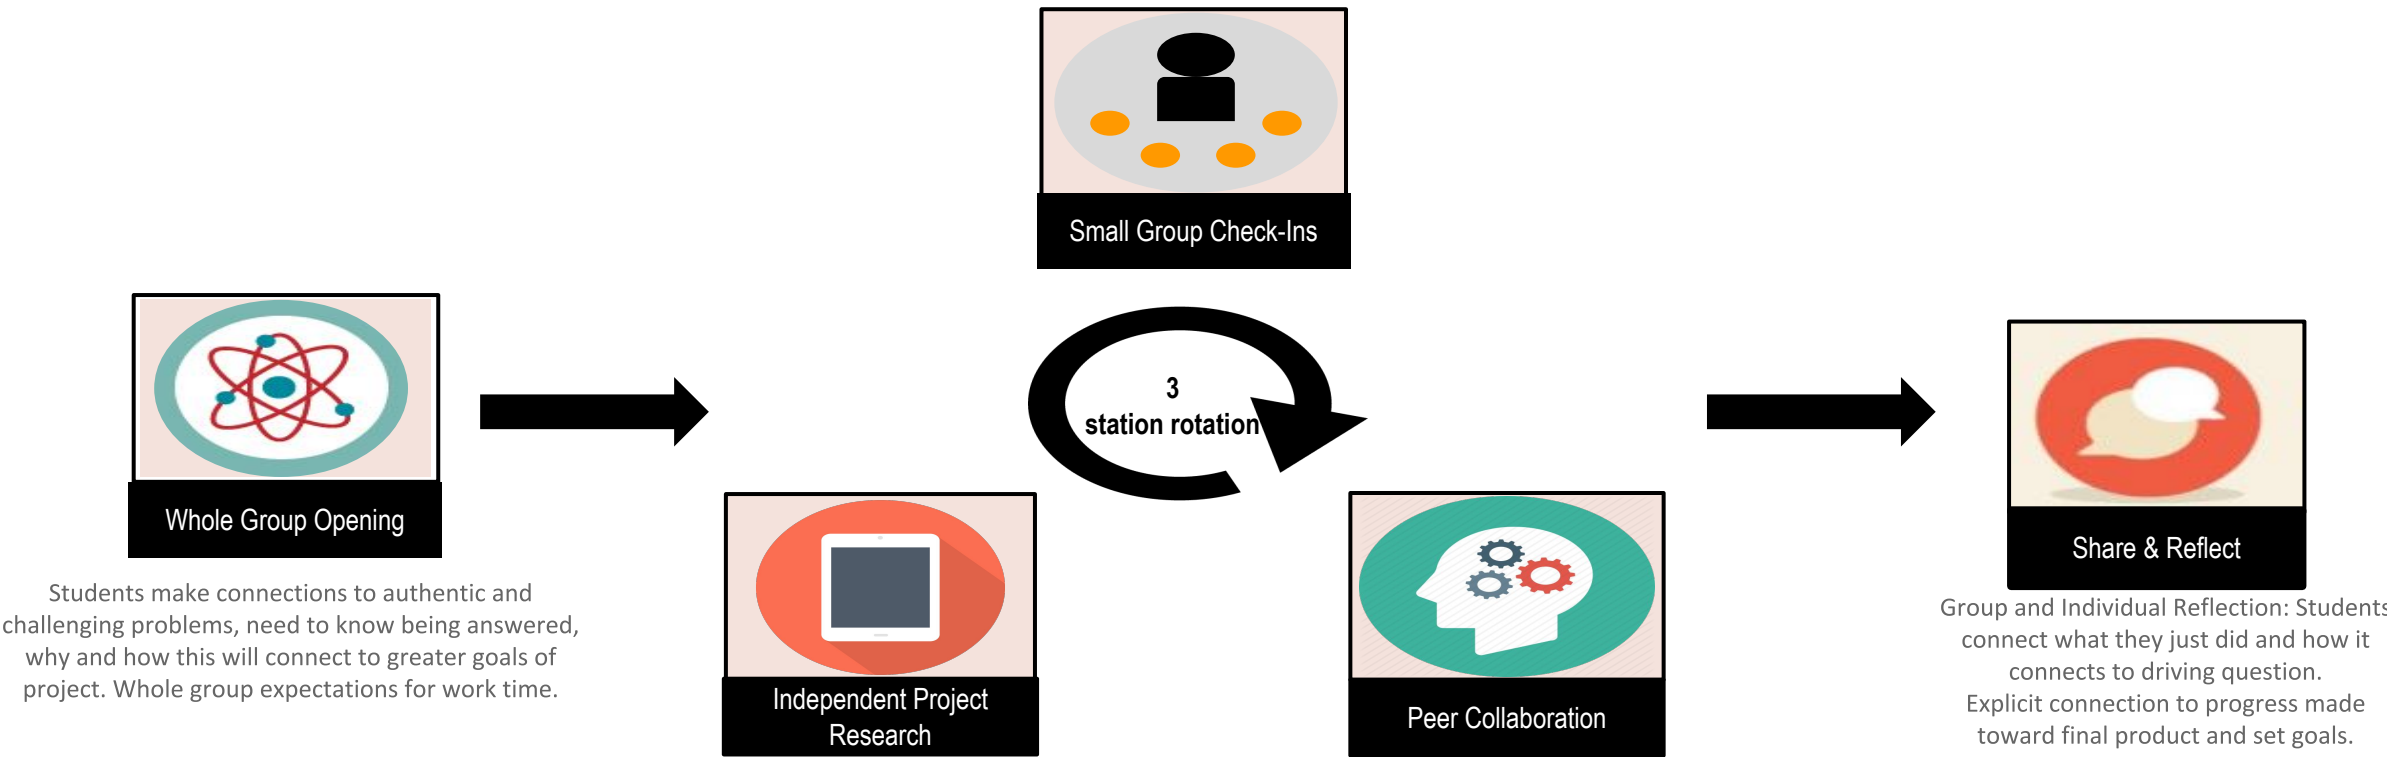 Small Group Check-Ins
3
station rotation
Whole Group Opening
Students make connections to authentic and
challenging problems, need to know being answered,
why and how this will connect to greater goals of
project. Whole group expectations for work time.
Independent Project
Research
Peer Collaboration
Share & Reflect
Group and Individual Reflection: Students
connect what they just did and how it
connects to driving question.
Explicit connection to progress made
toward final product and set goals.